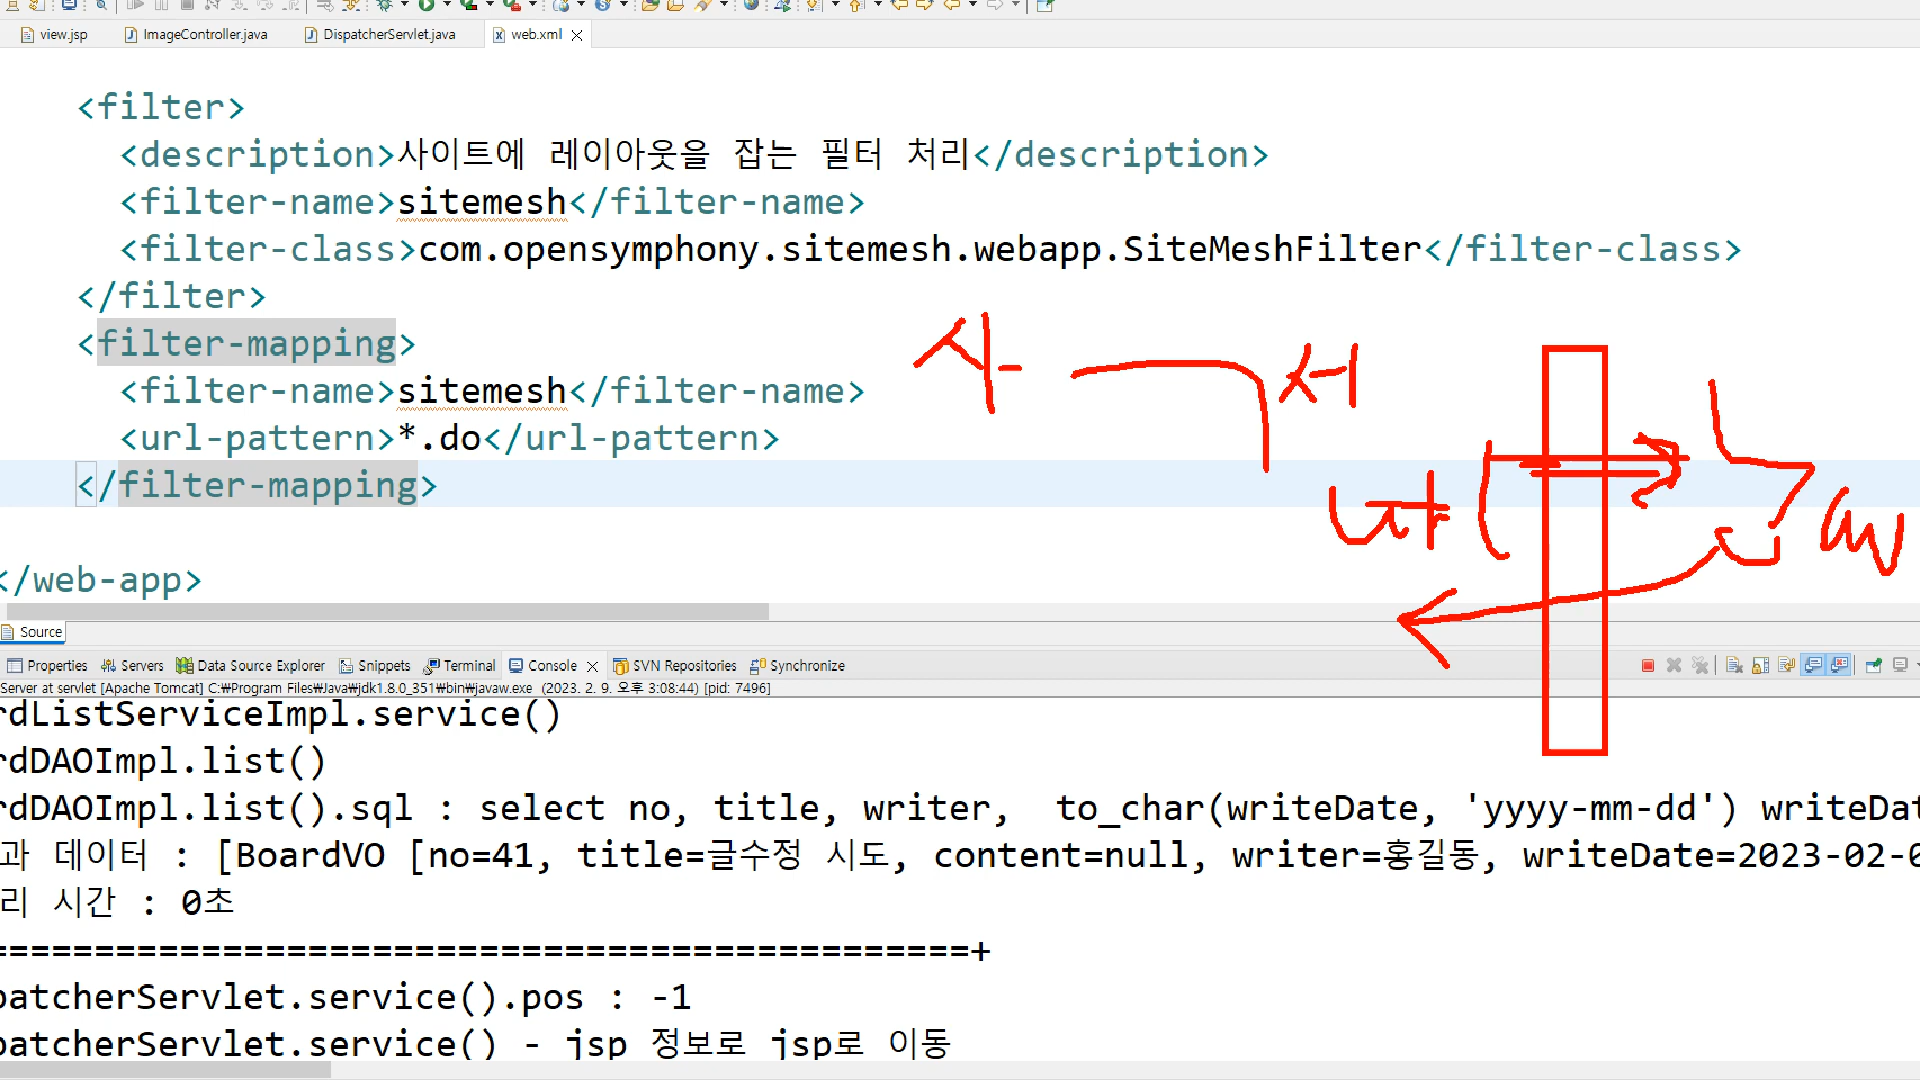 view.jsp ImageController.java DispatcherServlet.java web.xml
<filter>
<description>사이트에 레이아웃을 잡는 필터 처리</description>
<filter-name>sitemesh</filter-name>
<filter-class>com.opensymphony.sitemesh.webapp.SiteMeshFilter</filter-class>
</filter>
<filter-mapping>
<filter-name>sitemesh</filter-name>
<url-pattern>*.do</url-pattern>
</filter-mapping>
</web-app>
Source
Properties Servers Data Source Explorer Snippets Terminal Console SVN Repositories Synchronize
Server at servlet [Apache Tomcat] C:₩Program Files₩Java₩jdk1.8.0_351₩bin₩javaw.exe (2023. 2. 9. 오후 3:08:44) [pid: 7496]
rdListServiceImpl.service()
rdDAOImpl.list()
rdDAOImpl.list().sql : select no, title, writer, to_char(writeDate, 'yyyy-mm-dd') writeDat
과 데이터 : [BoardVO [no=41, title=글수정 시도, content=null, writer=홍길동, writeDate=2023-02-0
리 시간 : 0초
==============================================+
patcherServlet.service().pos : -1
patcherServlet.service() - jsp 정보로 jsp로 이동